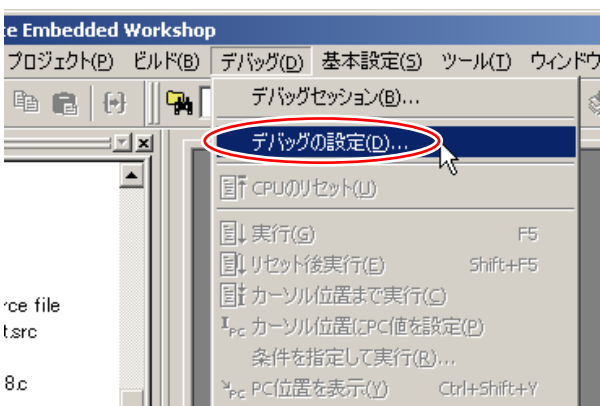 ce Embedded Workshop
プロジェクト(P) ビルド(B) デバッグ(D) 基本設定(S) ツール(T) ウィンドウ
デバッグセッション(B)...
デバッグの設定(D)...
CPUのリセット(U)
実行(G) F5
リセット後実行(E) Shift+F5
カーソル位置まで実行(C)
カーソル位置にPC値を設定(P)
条件を指定して実行(R)...
PC位置を表示(Y) Ctrl+Shift+Y
rce file
t.src
8.c